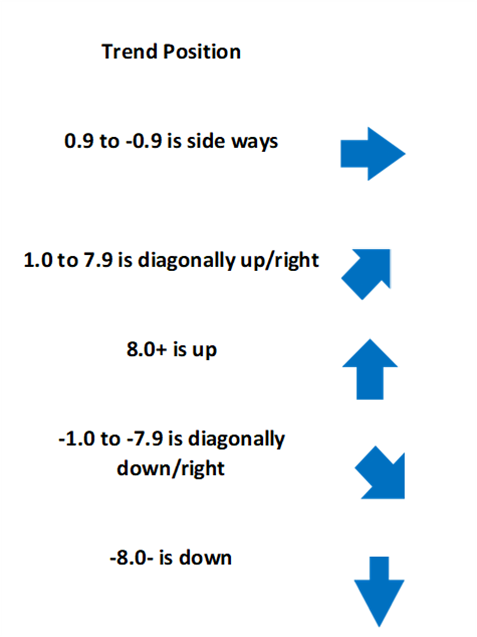 Trend Position
0.9 to -0.9 is side ways
1.0 to 7.9 is diagonally up/right
8.0+ is up
-1.0 to -7.9 is diagonally
down/right
-8.0- is down